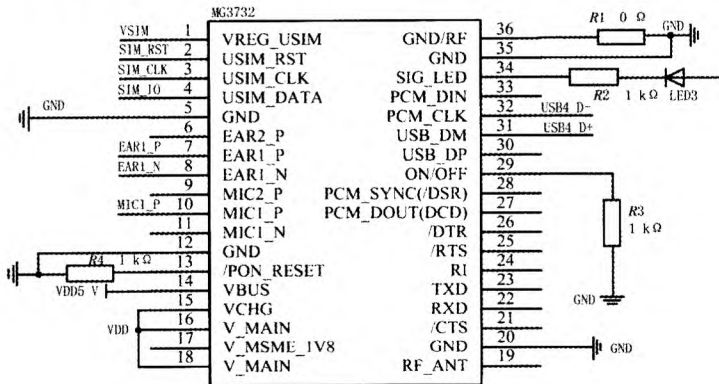 MG3732
VSIM 1 VREG_USIM GND/RF 36 R1 0 Ω GND
SIM_RST 2 USIM_RST GND 35
SIM_CLK 3 USIM_CLK SIG_LED 34
SIM_IO 4 USIM_DATA PCM_DIN 33 R2 1 kΩ LED3
GND 5 GND PCM_CLK 32 USB4_D-
6 EAR2_P USB_DM 31 USB4_D+
EAR1_P 7 EAR1_P USB_DP 30
EAR1_N 8 EAR1_N ON/OFF 29
9 MIC2_P PCM_SYNC(/DSR) 28
MIC1_P 10 MIC1_P PCM_DOUT(DCD) 27 R3
11 MIC1_N /DTR 26 1 kΩ
12 GND /RTS 25
R4 1 kΩ 13 /PON_RESET RI 24
VDD5 V 14 VBUS TXD 23
15 VCHG RXD 22 GND
VDD 16 V_MAIN /CTS 21
17 V_MSME_1V8 GND 20 GND
18 V_MAIN RF_ANT 19